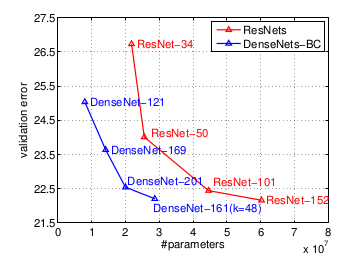 27.5
26.5
25.5
24.5
23.5
22.5
21.5
validation error
0 1 2 3 4 5 6 7 8
x 10^7
#parameters
ResNets
DenseNets−BC
ResNet−34
ResNet−50
ResNet−101
ResNet−152
DenseNet−121
DenseNet−169
DenseNet−201
DenseNet−161(k=48)